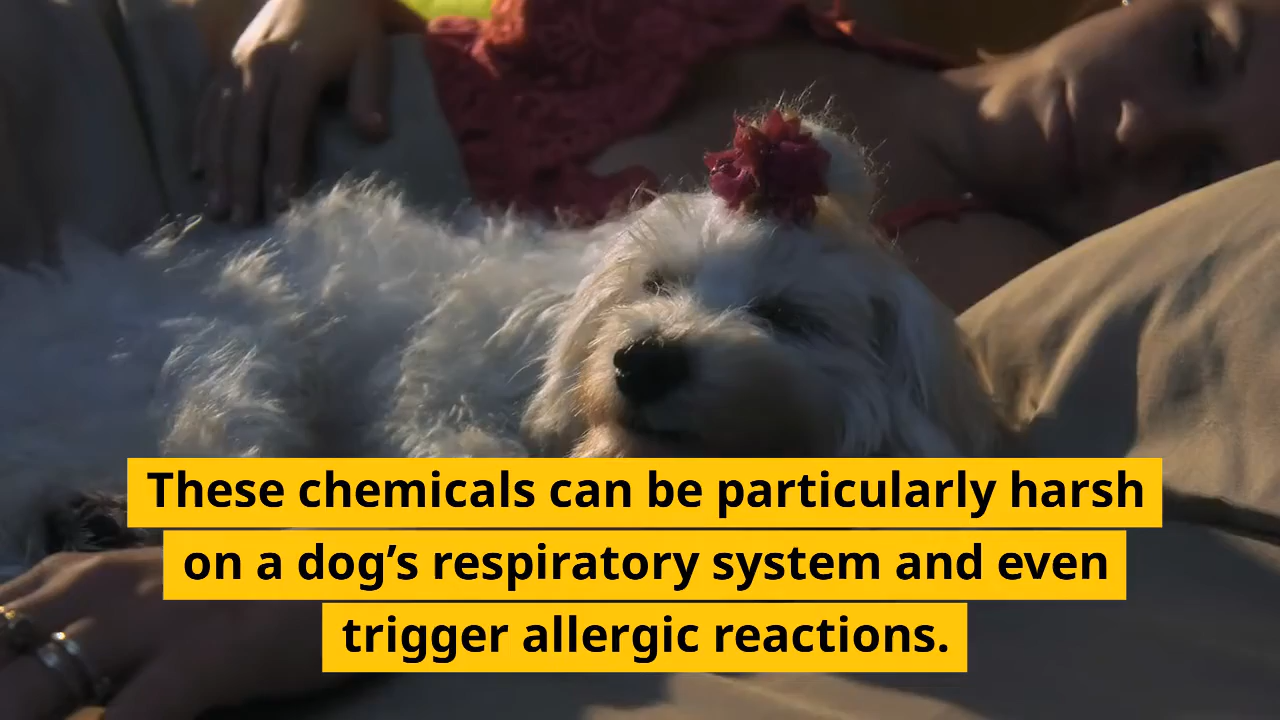 These chemicals can be particularly harsh
on a dog’s respiratory system and even
trigger allergic reactions.